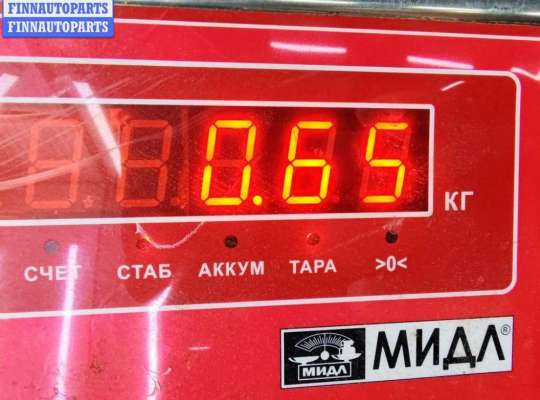 FINNAUTOPARTS
FINNAUTOPARTS
0.65 КГ
СЧЕТ СТАБ АККУМ ТАРА >0<
МИДЛ МИДЛ®